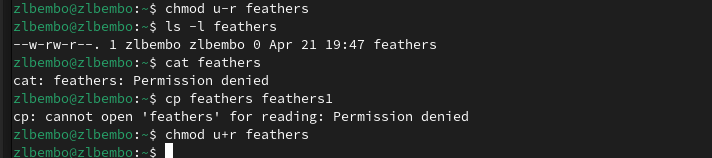 zlbembo@zlbembo:~$ chmod u-r feathers
zlbembo@zlbembo:~$ ls -l feathers
--w-rw-r--. 1 zlbembo zlbembo 0 Apr 21 19:47 feathers
zlbembo@zlbembo:~$ cat feathers
cat: feathers: Permission denied
zlbembo@zlbembo:~$ cp feathers feathers1
cp: cannot open 'feathers' for reading: Permission denied
zlbembo@zlbembo:~$ chmod u+r feathers
zlbembo@zlbembo:~$